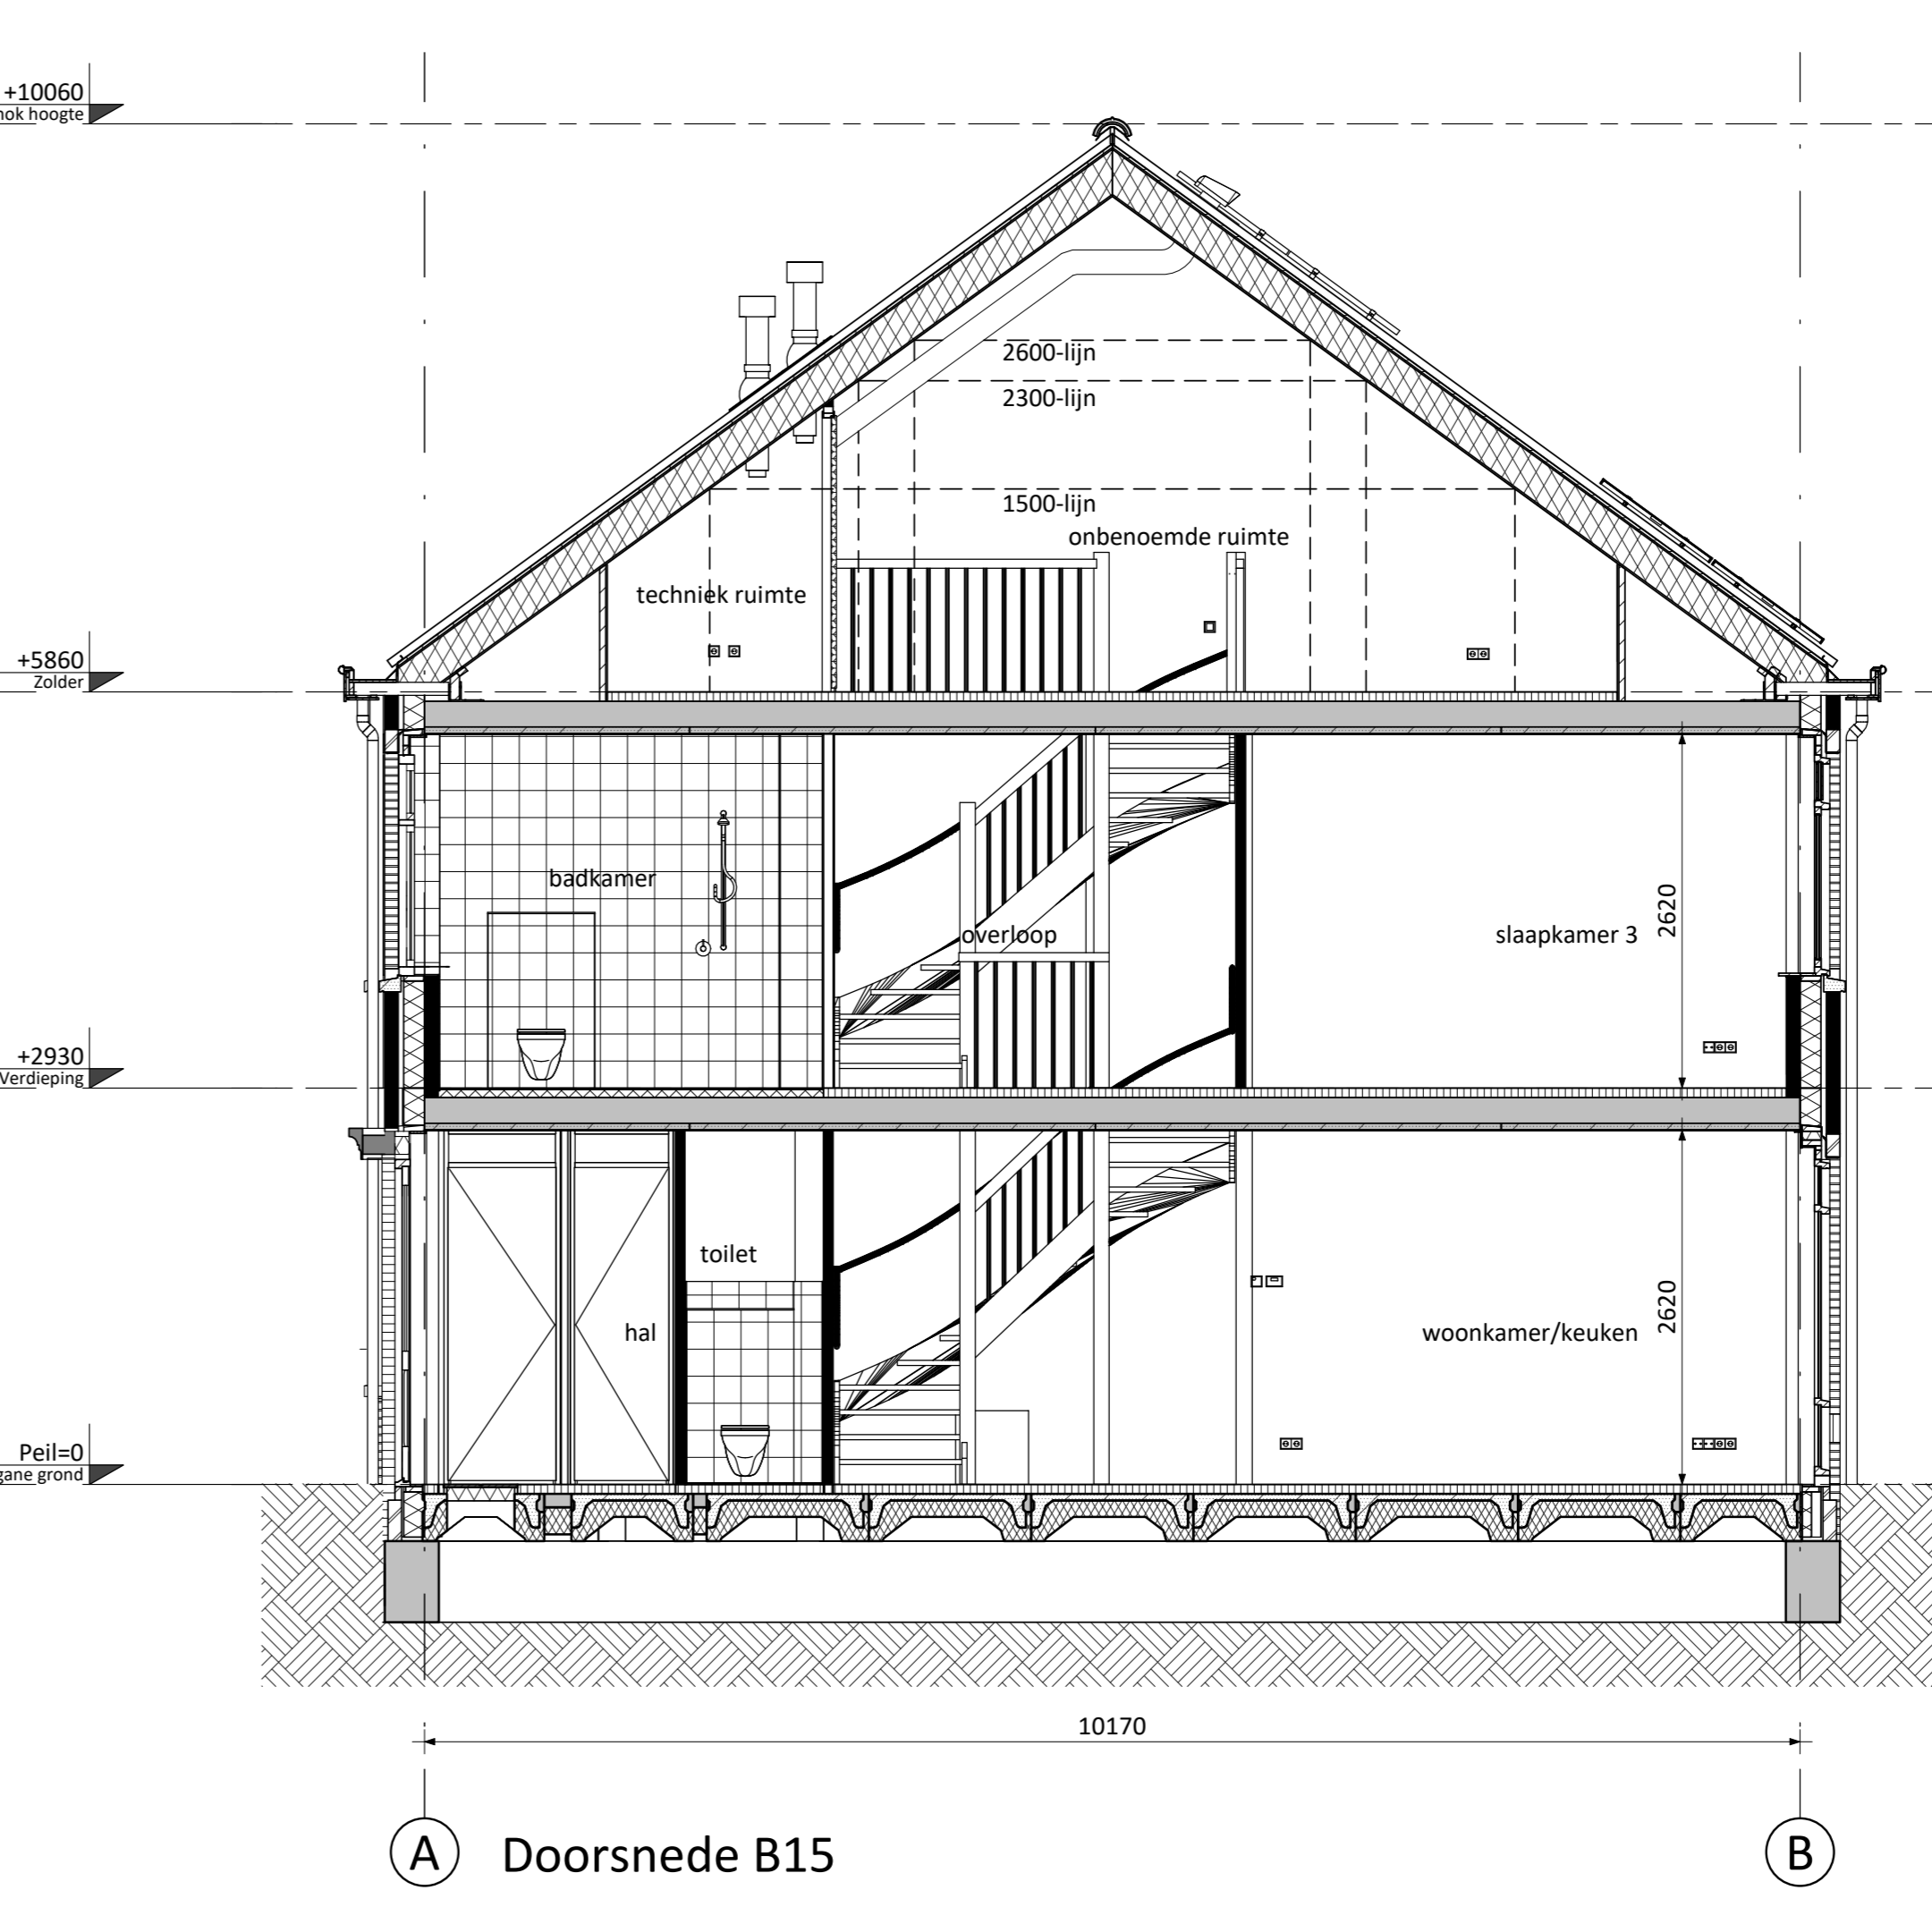 +10060
nok hoogte
2600-lijn
2300-lijn
1500-lijn
onbenoemde ruimte
techniek ruimte
+5860
Zolder
badkamer
overloop
slaapkamer 3
2620
+2930
Verdieping
toilet
hal
woonkamer/keuken
2620
Peil=0
gane grond
10170
A
Doorsnede B15
B